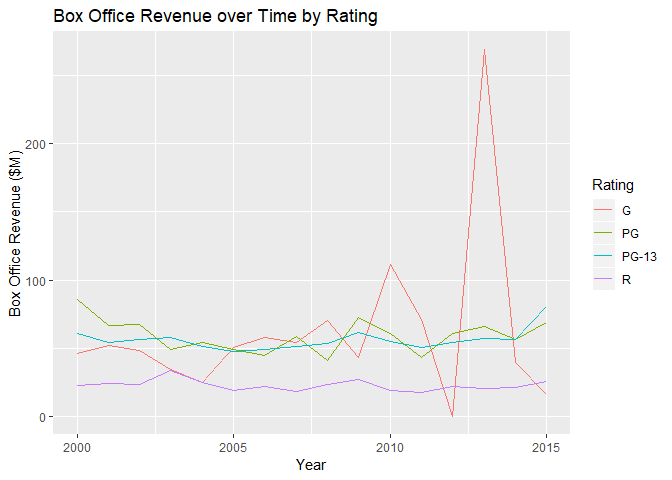 Box Office Revenue over Time by Rating
Box Office Revenue ($M)
200
100
0
2000
2005
2010
2015
Year
Rating
G
PG
PG-13
R